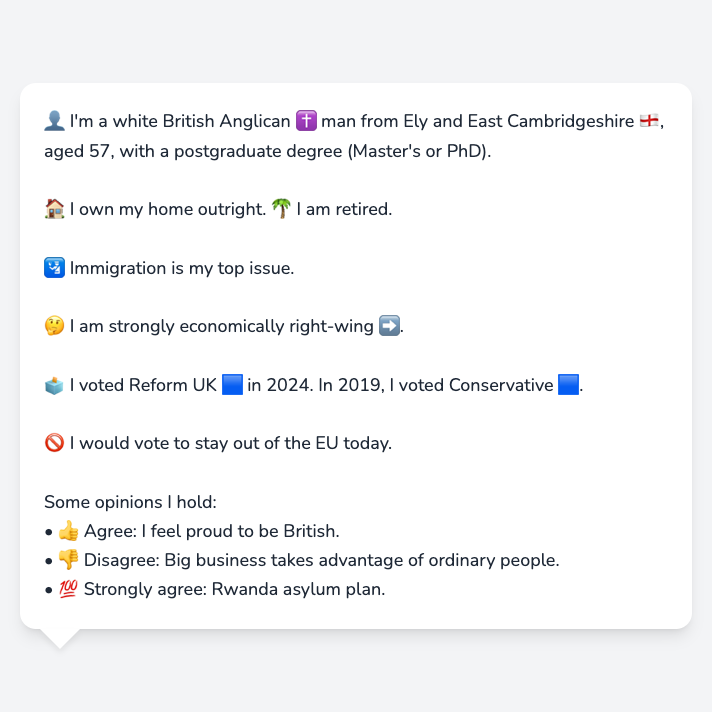 👤 I'm a white British Anglican ✝️ man from Ely and East Cambridgeshire 🏴󠁧󠁢󠁥󠁮󠁧󠁿,
aged 57, with a postgraduate degree (Master's or PhD).
🏠 I own my home outright. 🌴 I am retired.
🛂 Immigration is my top issue.
🤔 I am strongly economically right-wing ➡️.
🗳️ I voted Reform UK 🟦 in 2024. In 2019, I voted Conservative 🟦.
🚫 I would vote to stay out of the EU today.
Some opinions I hold:
• 👍 Agree: I feel proud to be British.
• 👎 Disagree: Big business takes advantage of ordinary people.
• 💯 Strongly agree: Rwanda asylum plan.